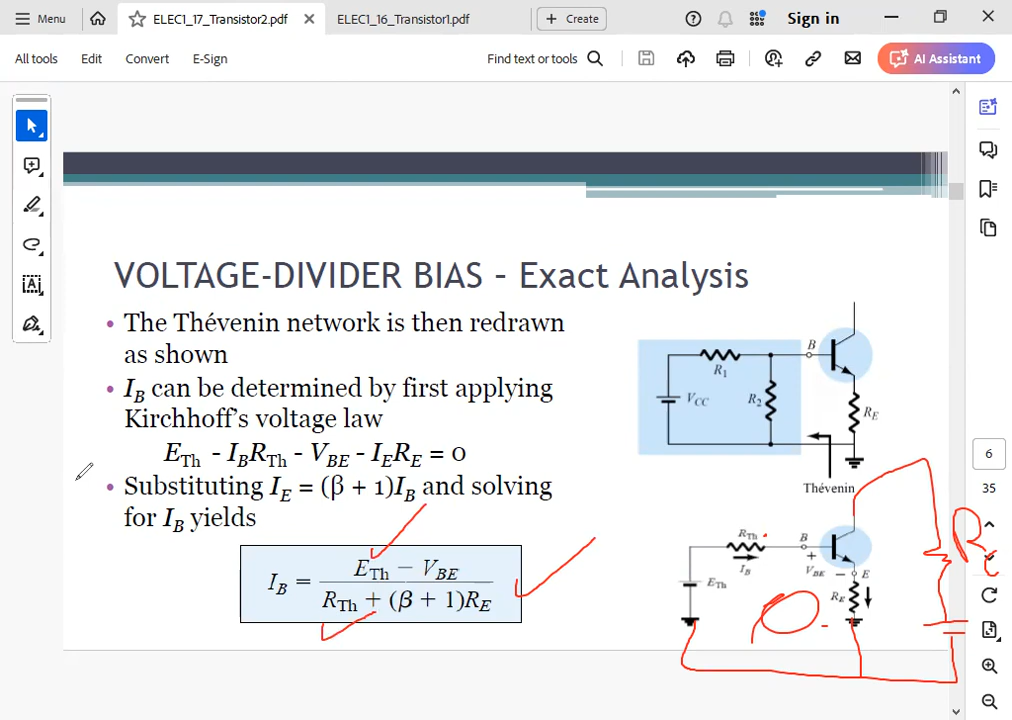 Menu
ELEC1_17_Transistor2.pdf
ELEC1_16_Transistor1.pdf
+ Create
Sign in
All tools
Edit
Convert
E-Sign
Find text or tools
AI Assistant
VOLTAGE-DIVIDER BIAS – Exact Analysis
• The Thévenin network is then redrawn
as shown
• I_B can be determined by first applying
Kirchhoff's voltage law
E_Th - I_BR_Th - V_BE - I_ER_E = 0
• Substituting I_E = (β + 1)I_B and solving
for I_B yields
I_B = (E_Th − V_BE) / (R_Th + (β + 1)R_E)
B
R₁
V_CC
R₂
R_E
Thévenin
R_Th
B
I_B
+
V_BE
−
E
E_Th
R_E
R_C
6
35